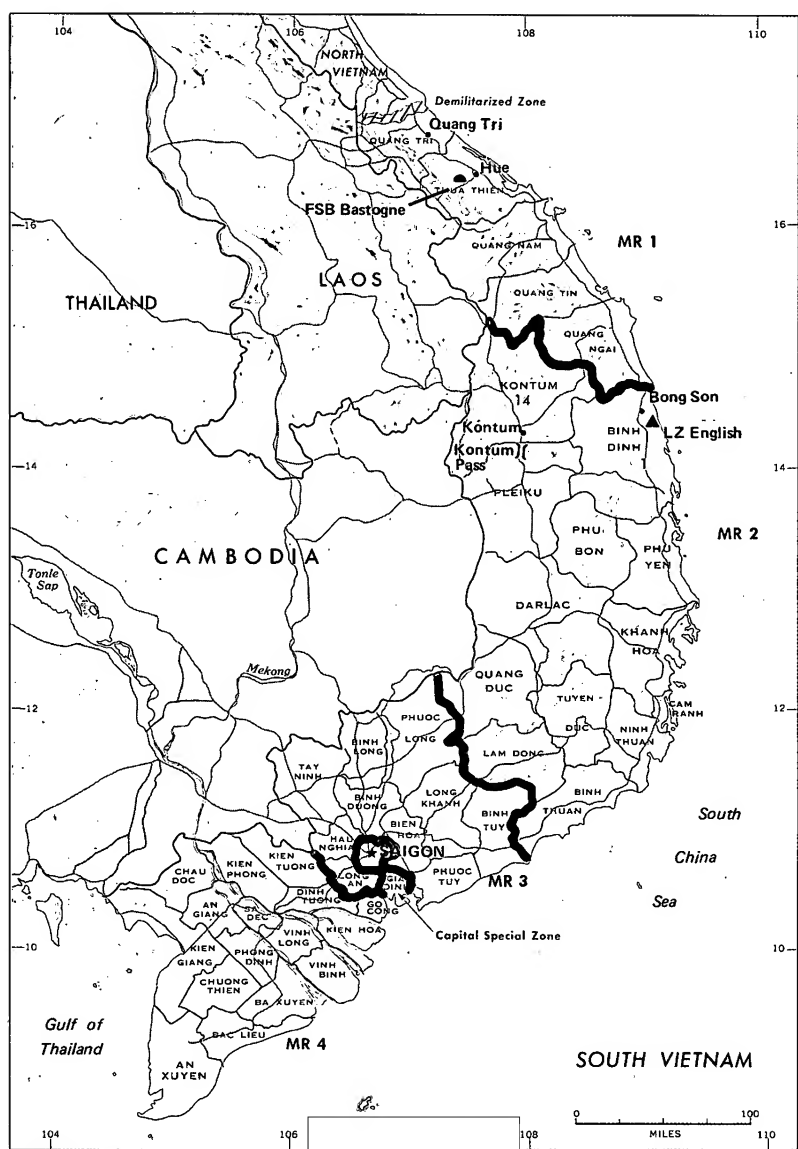 104
106
108
110
NORTH
VIETNAM
Demilitarized Zone
Quang Tri
QUANG TRI
Hue
THUA THIEN
FSB Bastogne
16
16
MR 1
QUANG NAM
LAOS
THAILAND
QUANG TIN
QUANG
NGAI
KONTUM
14
Bong Son
Kontum
LZ English
BINH
DINH
Kontum
Pass
14
14
PLEIKU
PHU
BON
MR 2
PHU
YEN
CAMBODIA
Tonle
Sap
DARLAC
KHANH
HOA
Mekong
QUANG
DUC
TUYEN
DUC
CAM
RANH
12
12
PHUOC
LONG
NINH
THUAN
BINH
LONG
LAM DONG
TAY
NINH
LONG
KHANH
BINH
THUAN
BINH
DUONG
BINH
TUY
BIEN
HOA
South
China
Sea
HAU
NGHIA
SAIGON
KIEN
TUONG
KIEN
PHONG
CHAU
DOC
LONG
AN
GIA
DINH
PHUOC
TUY
MR 3
DINH
TUONG
AN
GIANG
SA
DEC
GO
CONG
Capital Special Zone
KIEN HOA
VINH
LONG
10
10
KIEN
GIANG
PHONG
DINH
VINH
BINH
CHUONG
THIEN
BA XUYEN
Gulf of
Thailand
BAC LIEU
MR 4
AN
XUYEN
SOUTH VIETNAM
0
100
MILES
104
106
108
110